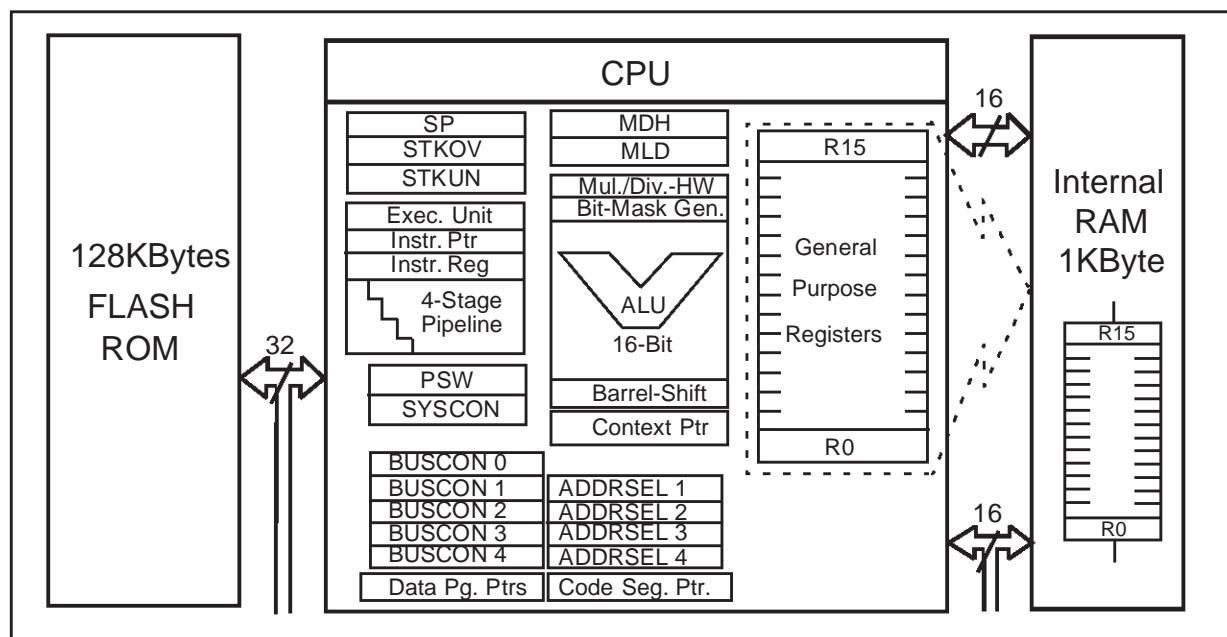 CPU
128KBytes
FLASH
ROM
32
SP
STKOV
STKUN
Exec. Unit
Instr. Ptr
Instr. Reg
4-Stage
Pipeline
PSW
SYSCON
BUSCON 0
BUSCON 1
BUSCON 2
BUSCON 3
BUSCON 4
Data Pg. Ptrs
MDH
MLD
Mul./Div.-HW
Bit-Mask Gen.
ALU
16-Bit
Barrel-Shift
Context Ptr
ADDRSEL 1
ADDRSEL 2
ADDRSEL 3
ADDRSEL 4
Code Seg. Ptr.
R15
General
Purpose
Registers
R0
16
16
Internal
RAM
1KByte
R15
R0